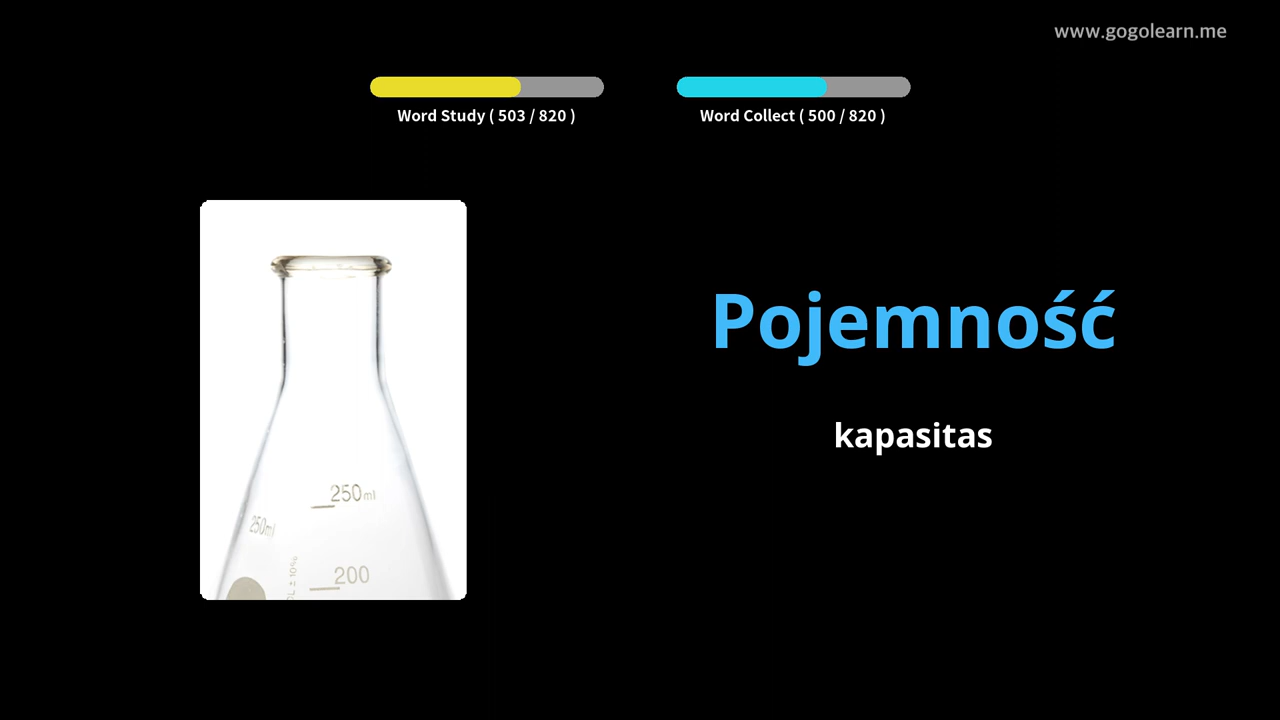 www.gogolearn.me
Word Study ( 503 / 820 )
Word Collect ( 500 / 820 )
Pojemność
kapasitas
250ml
250ml
200